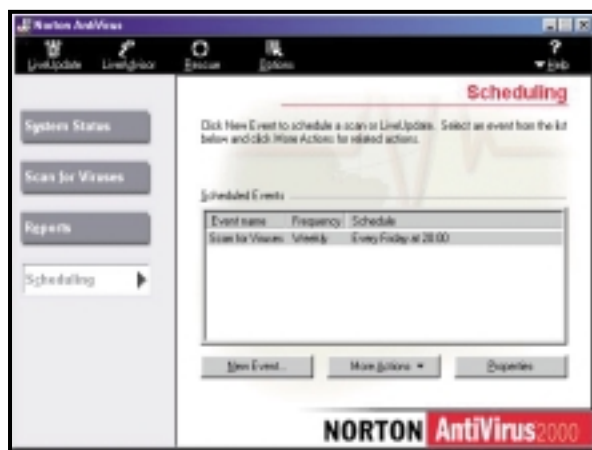 Norton AntiVirus
LiveUpdate LiveAdvisor Rescue Options Help
Scheduling
System Status
Scan for Viruses
Reports
Scheduling
Click New Event to schedule a scan or LiveUpdate. Select an event from the list
below and click More Actions for related actions.
Scheduled Events
Event name Frequency Schedule
Scan for Viruses Weekly Every Friday at 20:00
New Event... More Actions Properties
NORTON AntiVirus 2000